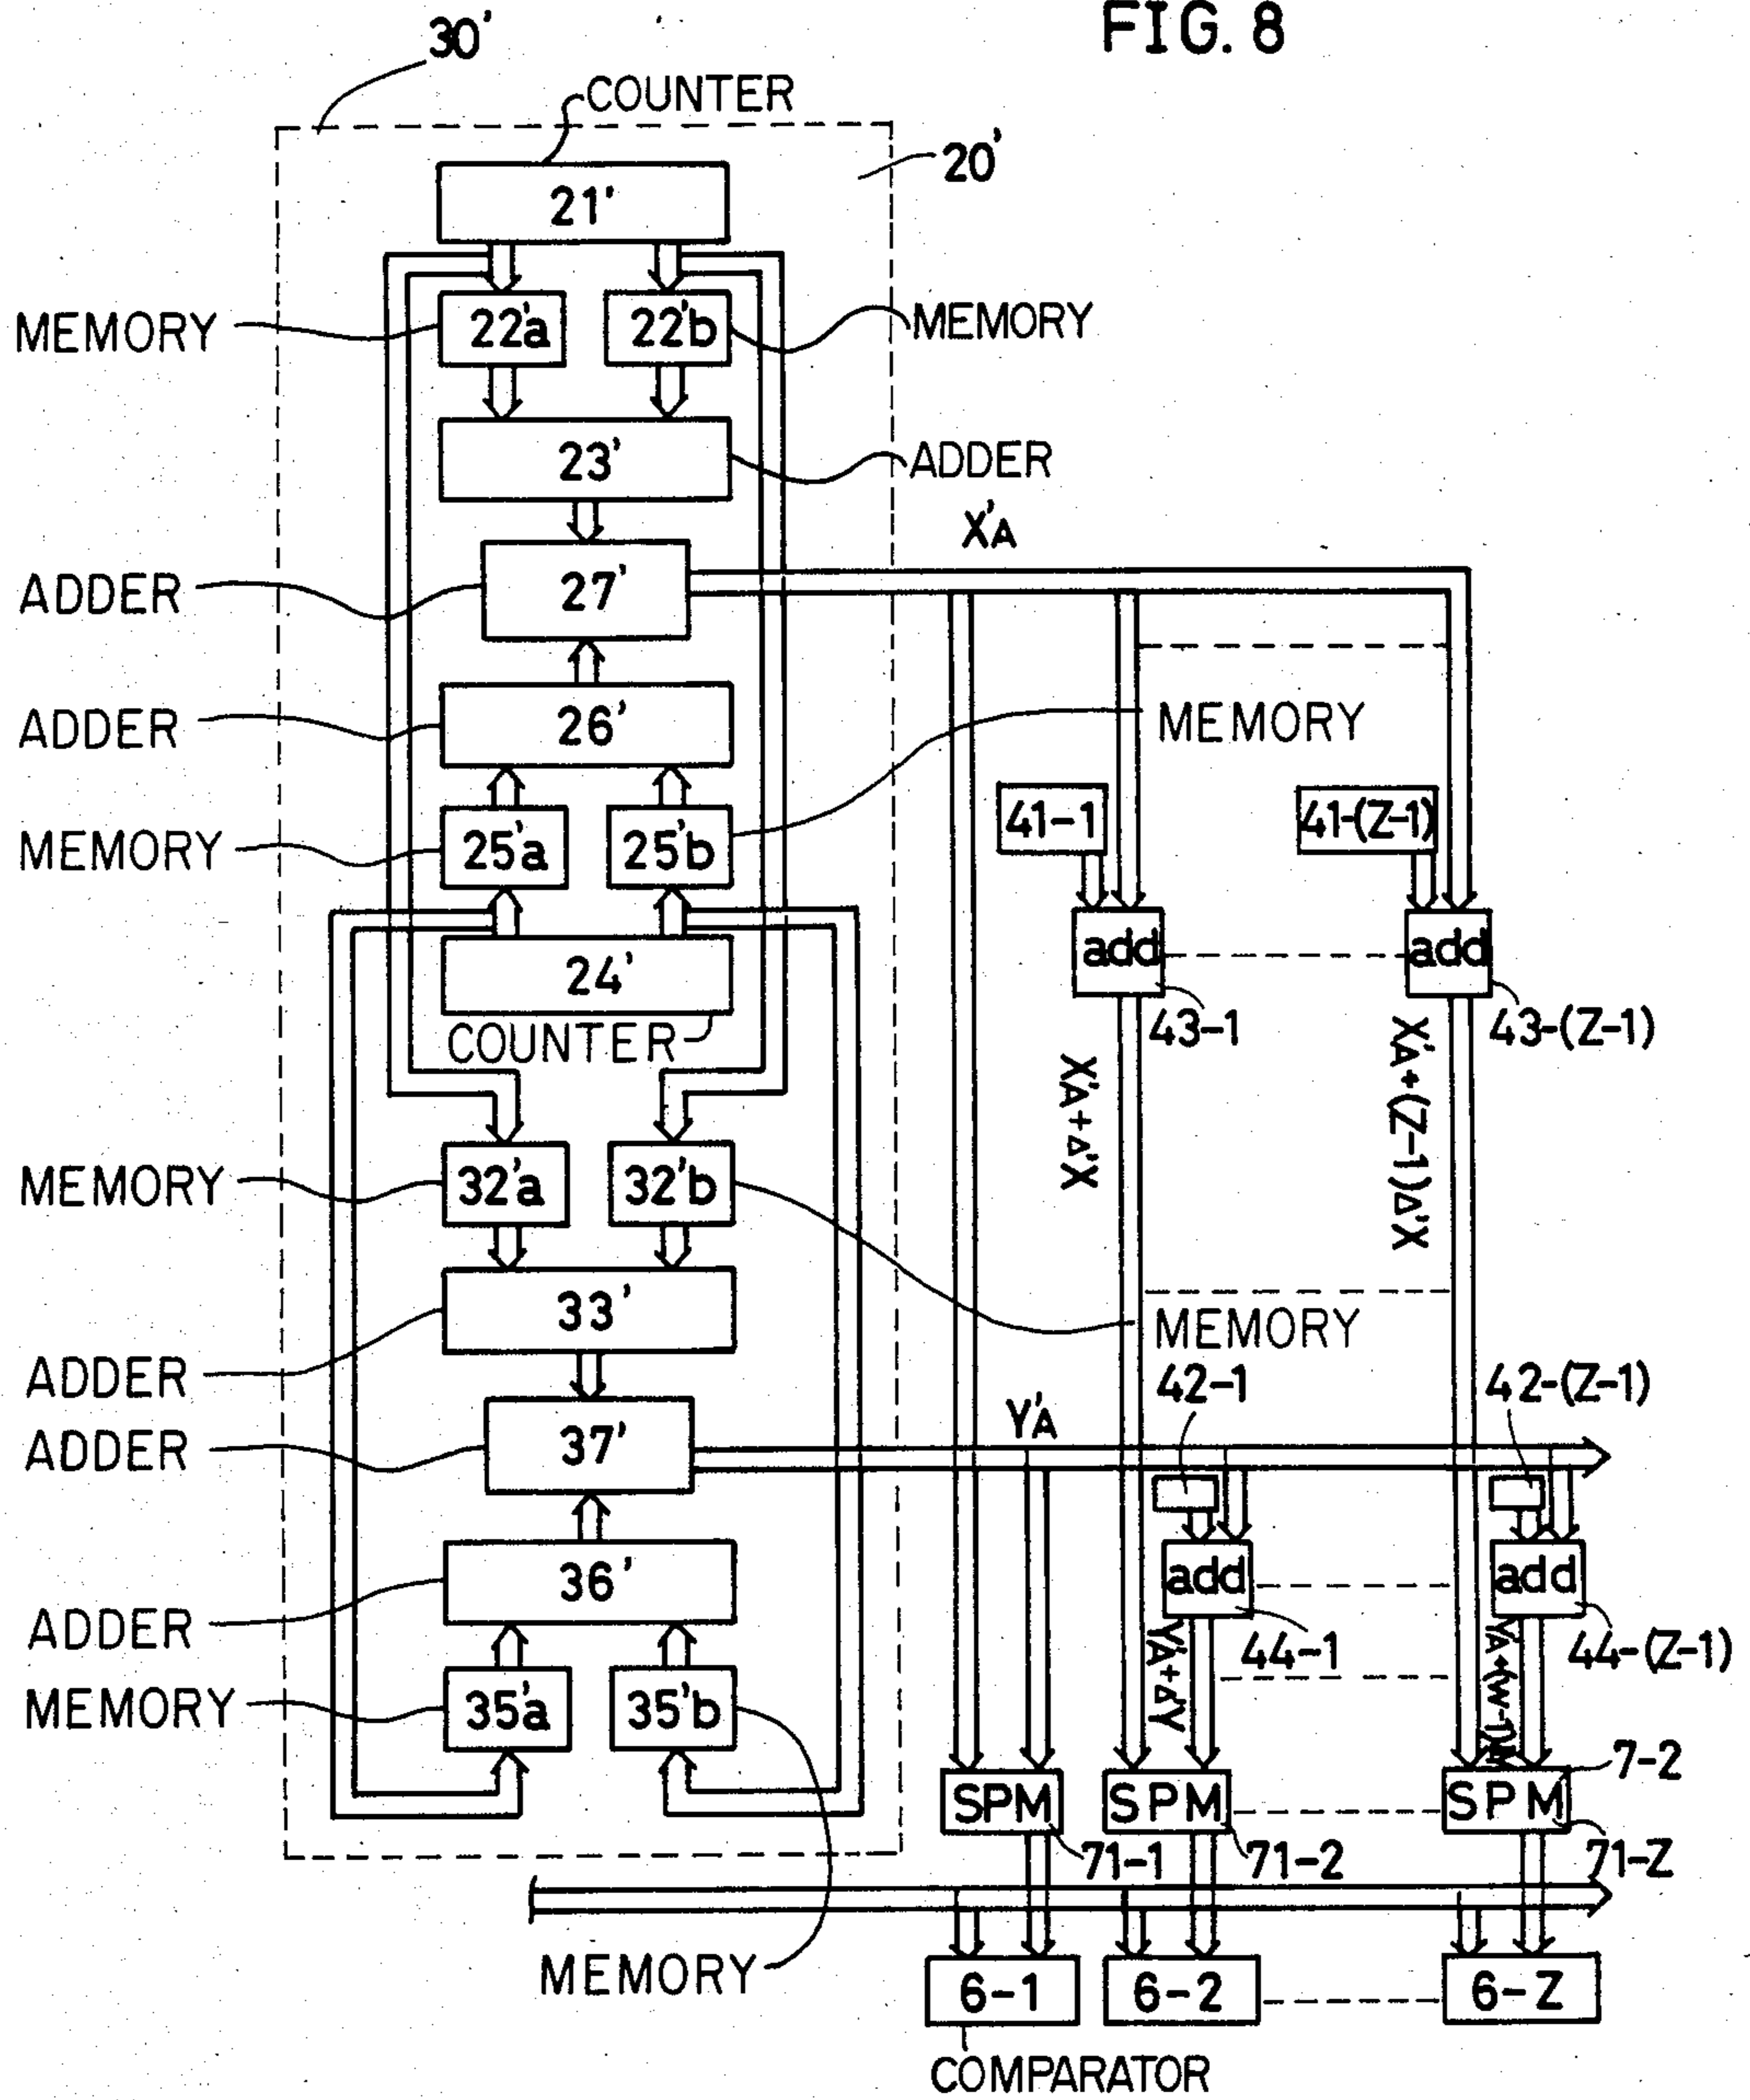 FIG. 8
30'
COUNTER
20'
21'
MEMORY
22'a
22'b
MEMORY
23'
ADDER
X'A
ADDER
27'
ADDER
26'
MEMORY
41-1
41-(Z-1)
MEMORY
25'a
25'b
add
add
24'
COUNTER
43-1
43-(Z-1)
X'A+Δ'X
X'A+(Z-1)Δ'X
MEMORY
32'a
32'b
33'
MEMORY
ADDER
42-1
42-(Z-1)
Y'A
ADDER
37'
add
add
36'
ADDER
44-1
44-(Z-1)
Y'A+Δ'Y
MEMORY
35'a
35'b
7-2
SPM
SPM
SPM
71-1
71-2
71-Z
MEMORY
6-1
6-2
6-Z
COMPARATOR